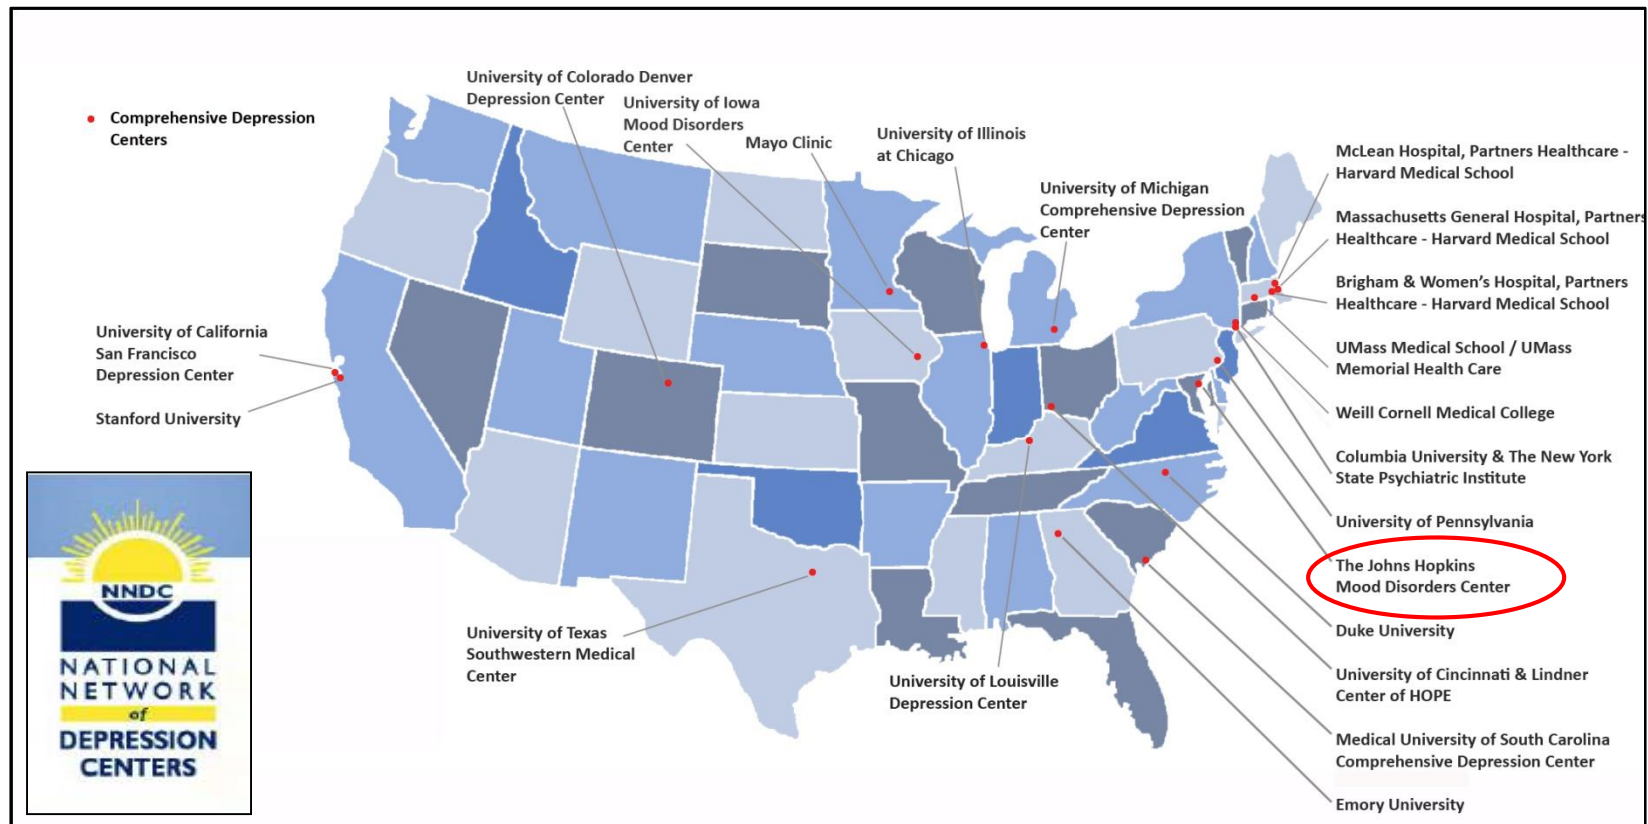 University of Colorado Denver
Depression Center
University of Iowa
Mood Disorders
Center
Mayo Clinic
University of Illinois
at Chicago
Comprehensive Depression
Centers
University of Michigan
Comprehensive Depression
Center
McLean Hospital, Partners Healthcare -
Harvard Medical School
Massachusetts General Hospital, Partners
Healthcare - Harvard Medical School
Brigham & Women's Hospital, Partners
Healthcare - Harvard Medical School
University of California
San Francisco
Depression Center
Stanford University
UMass Medical School / UMass
Memorial Health Care
Weill Cornell Medical College
Columbia University & The New York
State Psychiatric Institute
University of Pennsylvania
The Johns Hopkins
Mood Disorders Center
Duke University
University of Cincinnati & Lindner
Center of HOPE
Medical University of South Carolina
Comprehensive Depression Center
Emory University
University of Texas
Southwestern Medical
Center
University of Louisville
Depression Center
NNDC
NATIONAL
NETWORK
of
DEPRESSION
CENTERS